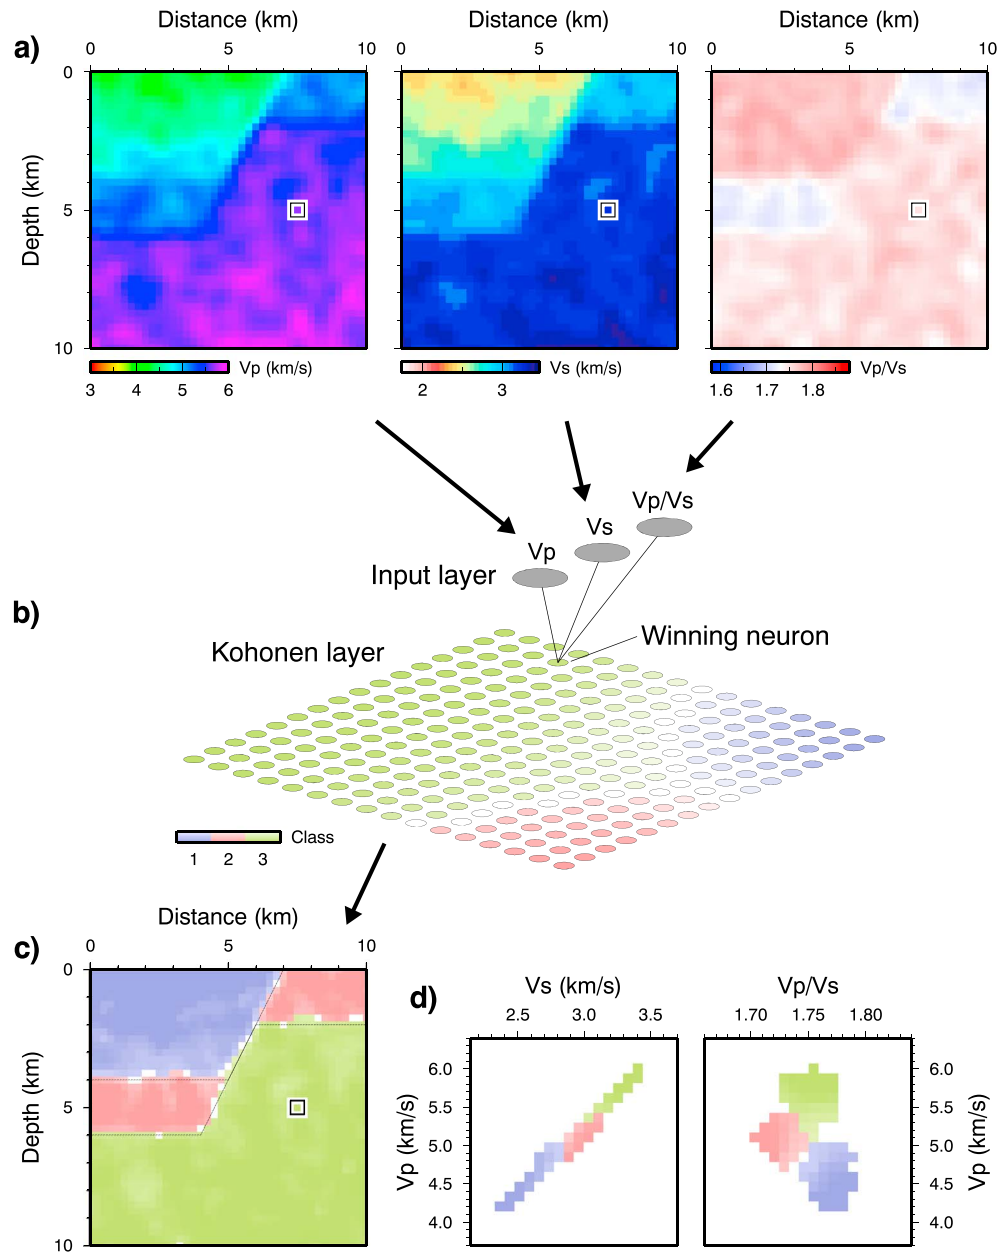 Distance (km) Distance (km) Distance (km)
a) 0 5 10 0 5 10 0 5 10
0
Depth (km)
5
10
Vp (km/s) Vs (km/s) Vp/Vs
3 4 5 6 2 3 1.6 1.7 1.8
Vp/Vs
Vs
Vp
Input layer
b)
Winning neuron
Kohonen layer
Class
1 2 3
Distance (km)
c) 0 5 10
0
Depth (km)
5
10
d) Vs (km/s) Vp/Vs
2.5 3.0 3.5 1.70 1.75 1.80
Vp (km/s)
6.0 6.0
5.5 5.5
5.0 5.0
4.5 4.5
4.0 4.0
Vp (km/s)